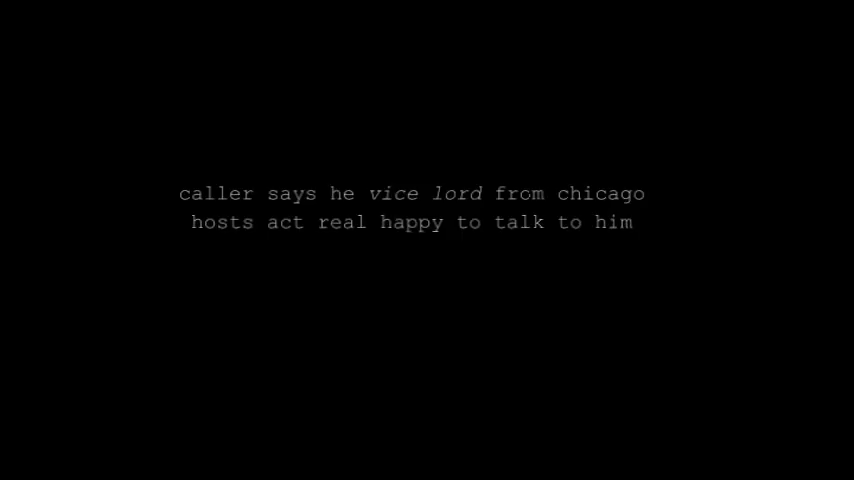 caller says he vice lord from chicago
hosts act real happy to talk to him